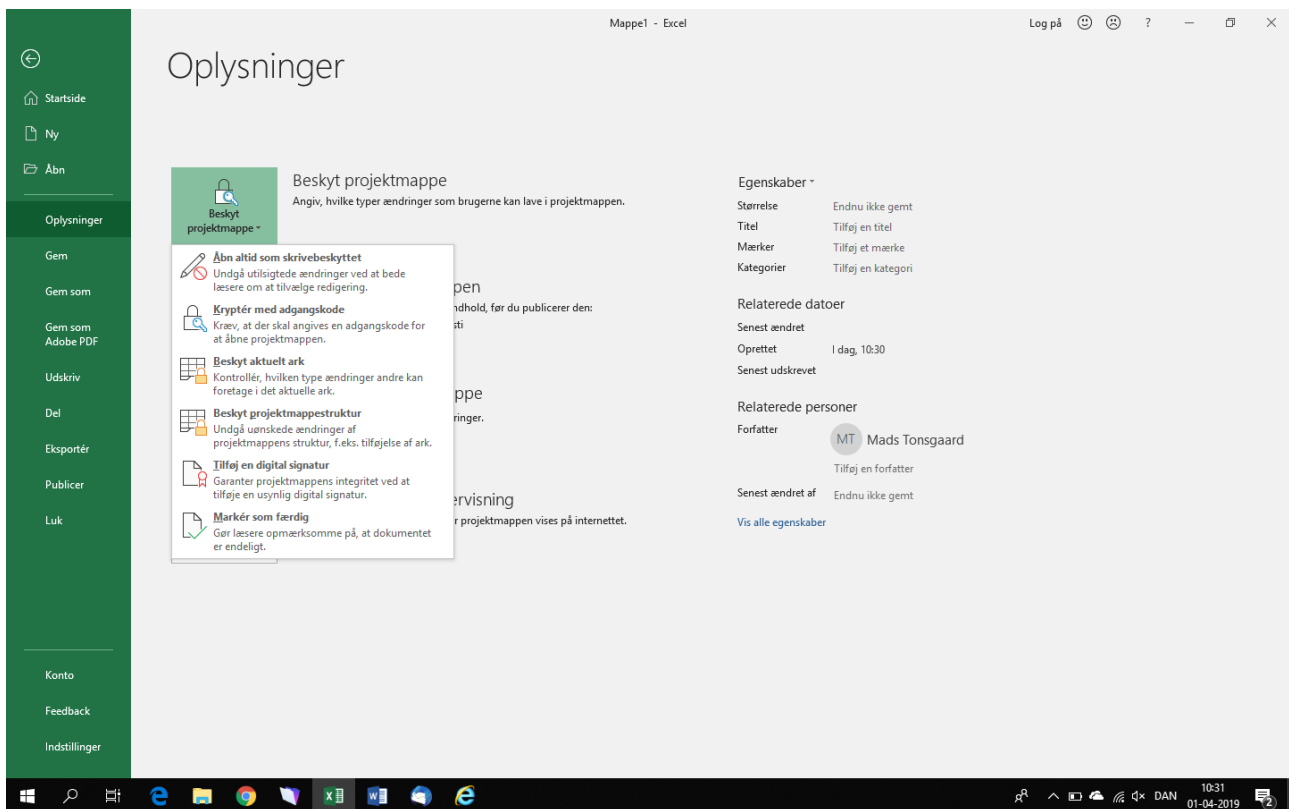 Mappe1 - Excel
Log på
?
Oplysninger
Startside
Ny
Åbn
Oplysninger
Gem
Gem som
Gem som
Adobe PDF
Udskriv
Del
Eksportér
Publicer
Luk
Konto
Feedback
Indstillinger
Beskyt
projektmappe
Beskyt projektmappe
Angiv, hvilke typer ændringer som brugerne kan lave i projektmappen.
Åbn altid som skrivebeskyttet
Undgå utilsigtede ændringer ved at bede
læsere om at tilvælge redigering.
Kryptér med adgangskode
Kræv, at der skal angives en adgangskode for
at åbne projektmappen.
Beskyt aktuelt ark
Kontrollér, hvilken type ændringer andre kan
foretage i det aktuelle ark.
Beskyt projektmappestruktur
Undgå uønskede ændringer af
projektmappens struktur, f.eks. tilføjelse af ark.
Tilføj en digital signatur
Garanter projektmappens integritet ved at
tilføje en usynlig digital signatur.
Markér som færdig
Gør læsere opmærksomme på, at dokumentet
er endeligt.
pen
ndhold, før du publicerer den:
sti
ppe
ringer.
ervisning
r projektmappen vises på internettet.
Egenskaber
Størrelse Endnu ikke gemt
Titel Tilføj en titel
Mærker Tilføj et mærke
Kategorier Tilføj en kategori
Relaterede datoer
Senest ændret
Oprettet I dag, 10:30
Senest udskrevet
Relaterede personer
Forfatter
MT Mads Tonsgaard
Tilføj en forfatter
Senest ændret af Endnu ikke gemt
Vis alle egenskaber
DAN
10:31
01-04-2019
2